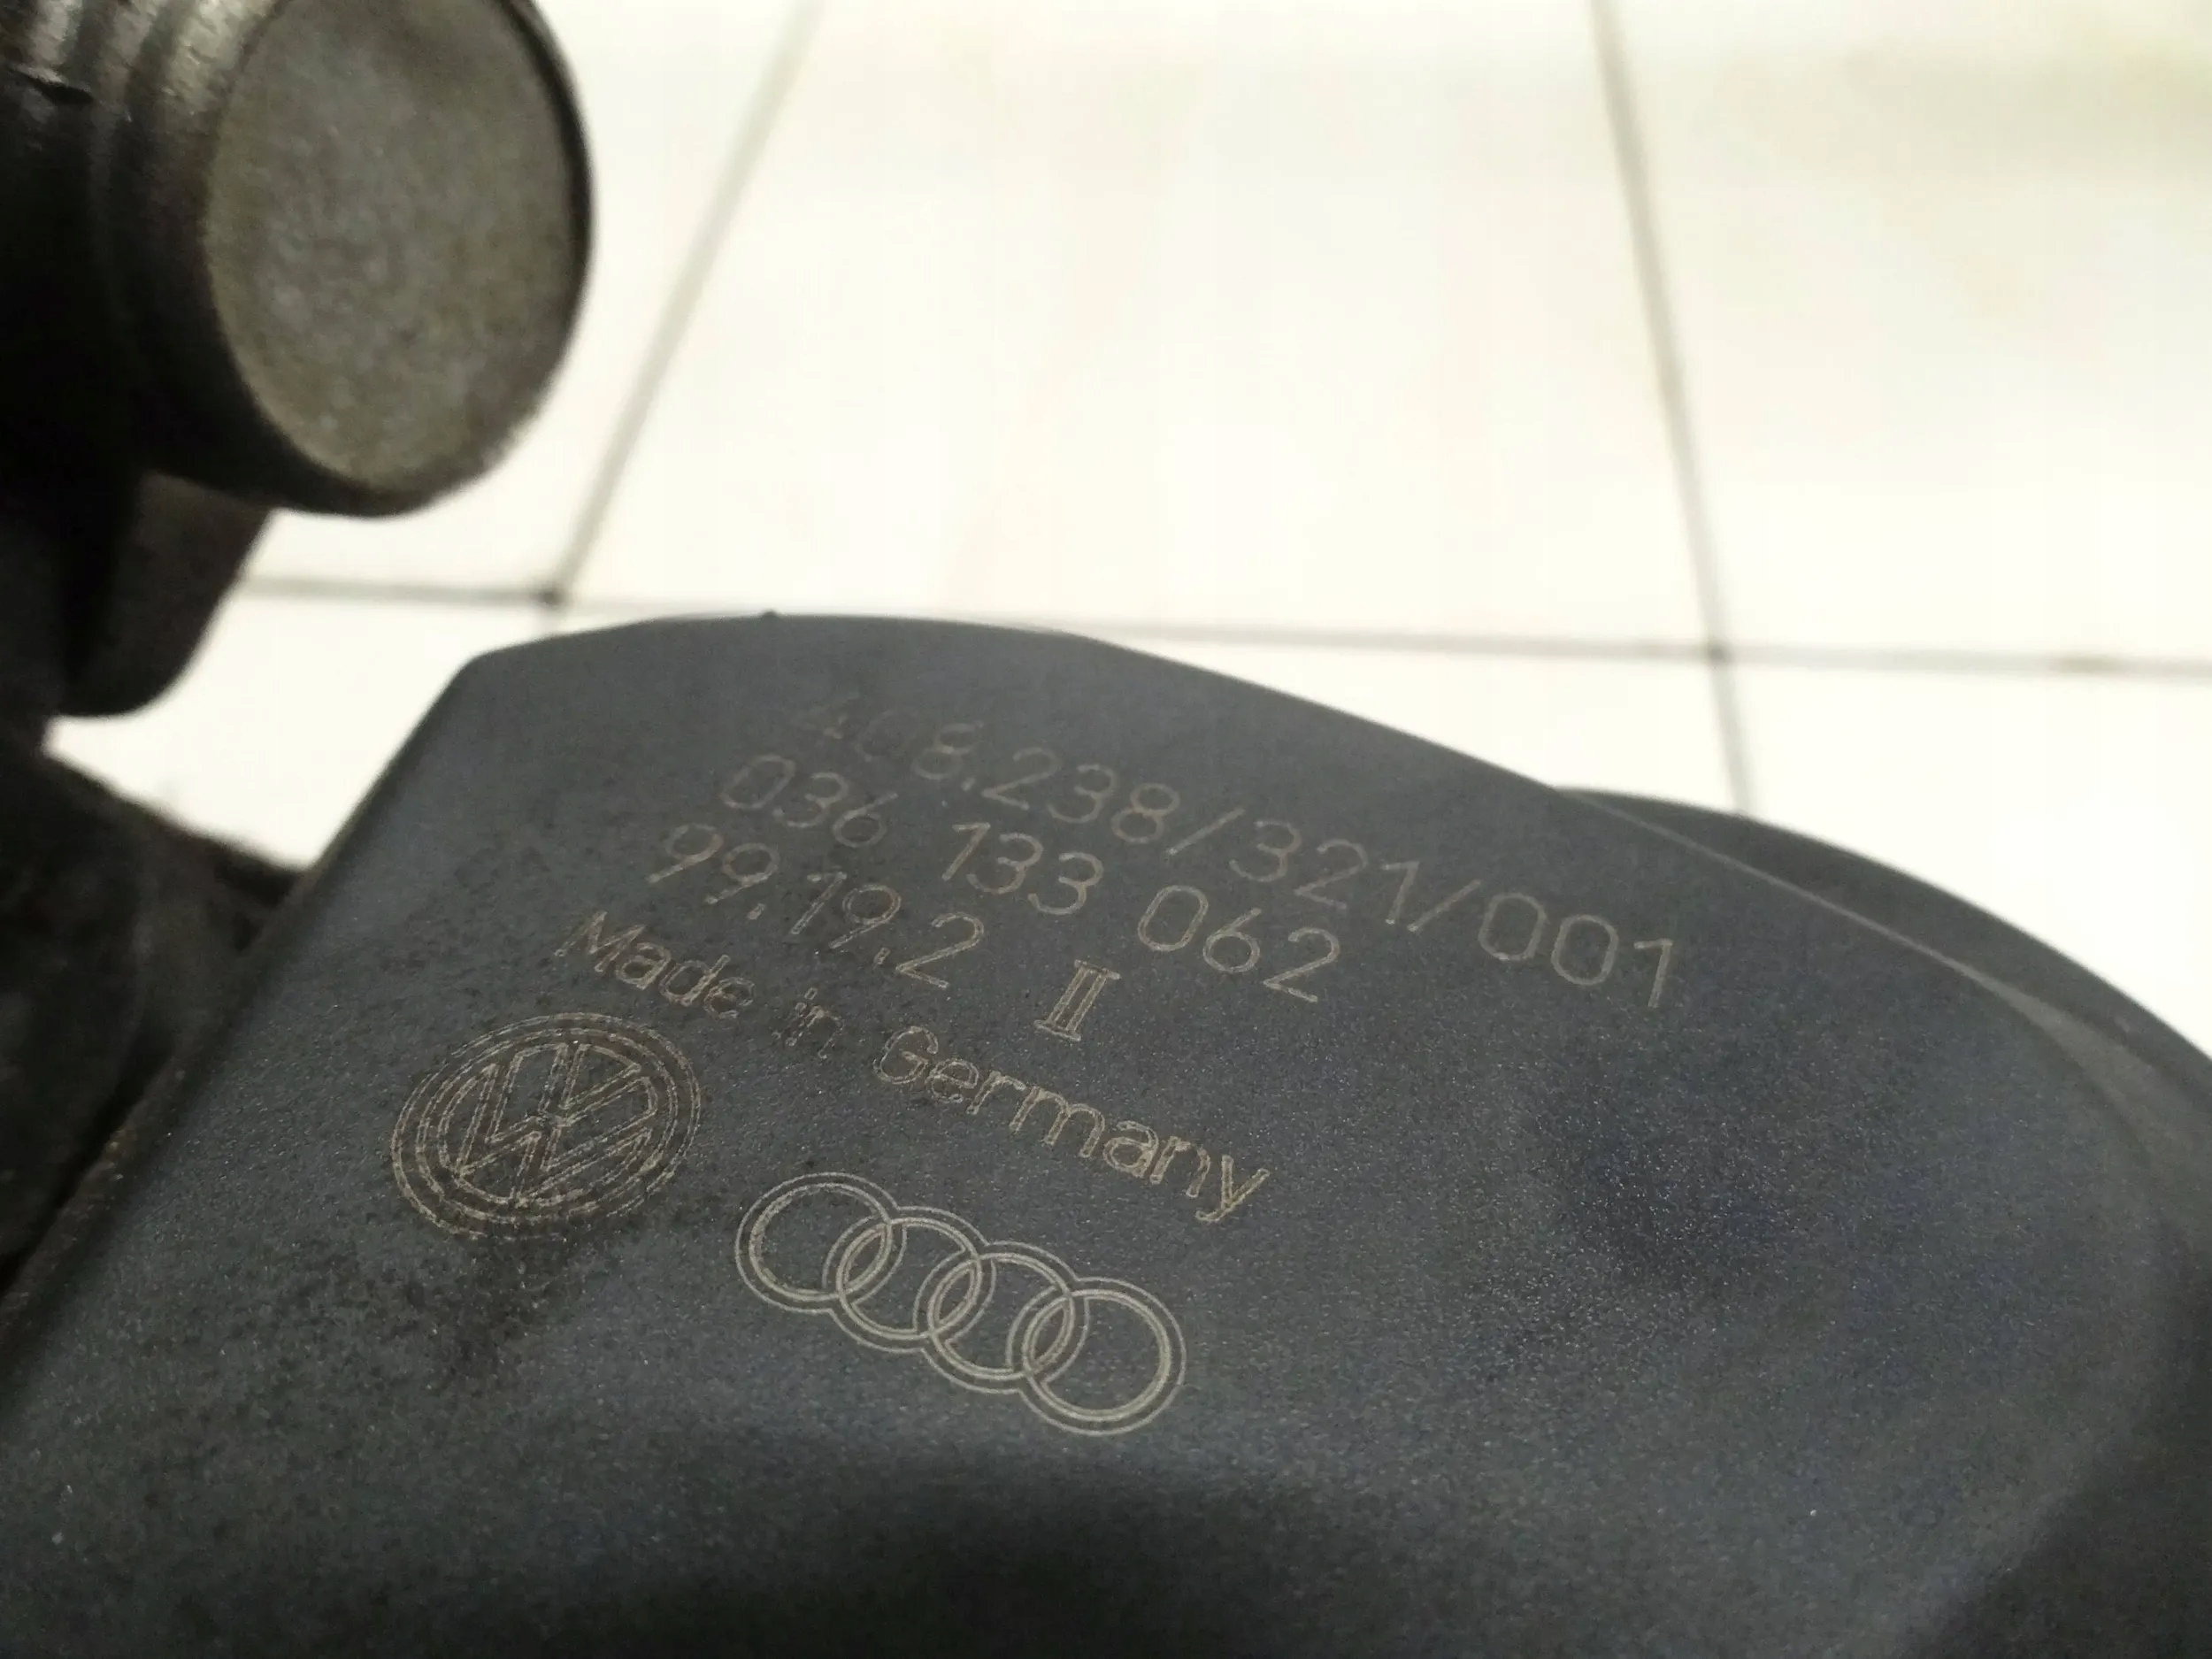 408.238/321/001
036 133 062
99.19.2 II
Made in Germany